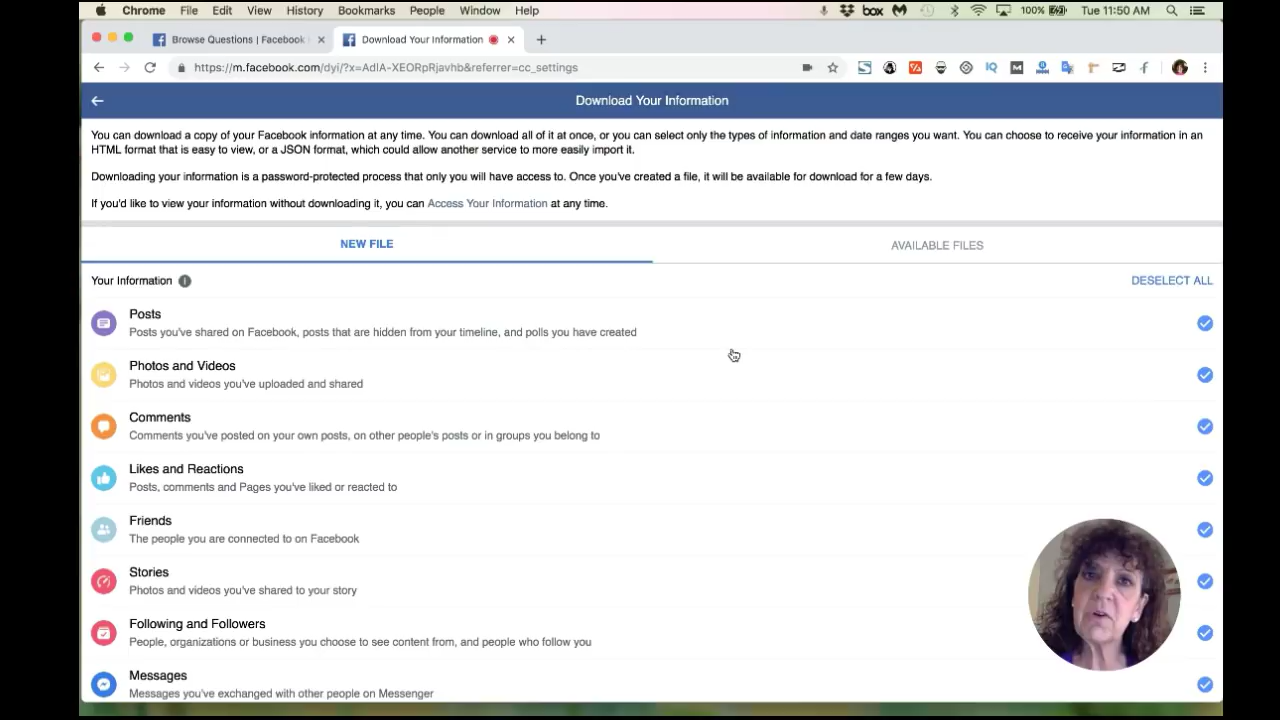 Chrome File Edit View History Bookmarks People Window Help box 100% Tue 11:50 AM
Browse Questions | Facebook Download Your Information
https://m.facebook.com/dyi/?x=AdlA-XEORpRjavhb&referrer=cc_settings
Download Your Information
You can download a copy of your Facebook information at any time. You can download all of it at once, or you can select only the types of information and date ranges you want. You can choose to receive your information in an
HTML format that is easy to view, or a JSON format, which could allow another service to more easily import it.
Downloading your information is a password-protected process that only you will have access to. Once you've created a file, it will be available for download for a few days.
If you'd like to view your information without downloading it, you can Access Your Information at any time.
NEW FILE AVAILABLE FILES
Your Information DESELECT ALL
Posts
Posts you've shared on Facebook, posts that are hidden from your timeline, and polls you have created
Photos and Videos
Photos and videos you've uploaded and shared
Comments
Comments you've posted on your own posts, on other people's posts or in groups you belong to
Likes and Reactions
Posts, comments and Pages you've liked or reacted to
Friends
The people you are connected to on Facebook
Stories
Photos and videos you've shared to your story
Following and Followers
People, organizations or business you choose to see content from, and people who follow you
Messages
Messages you've exchanged with other people on Messenger